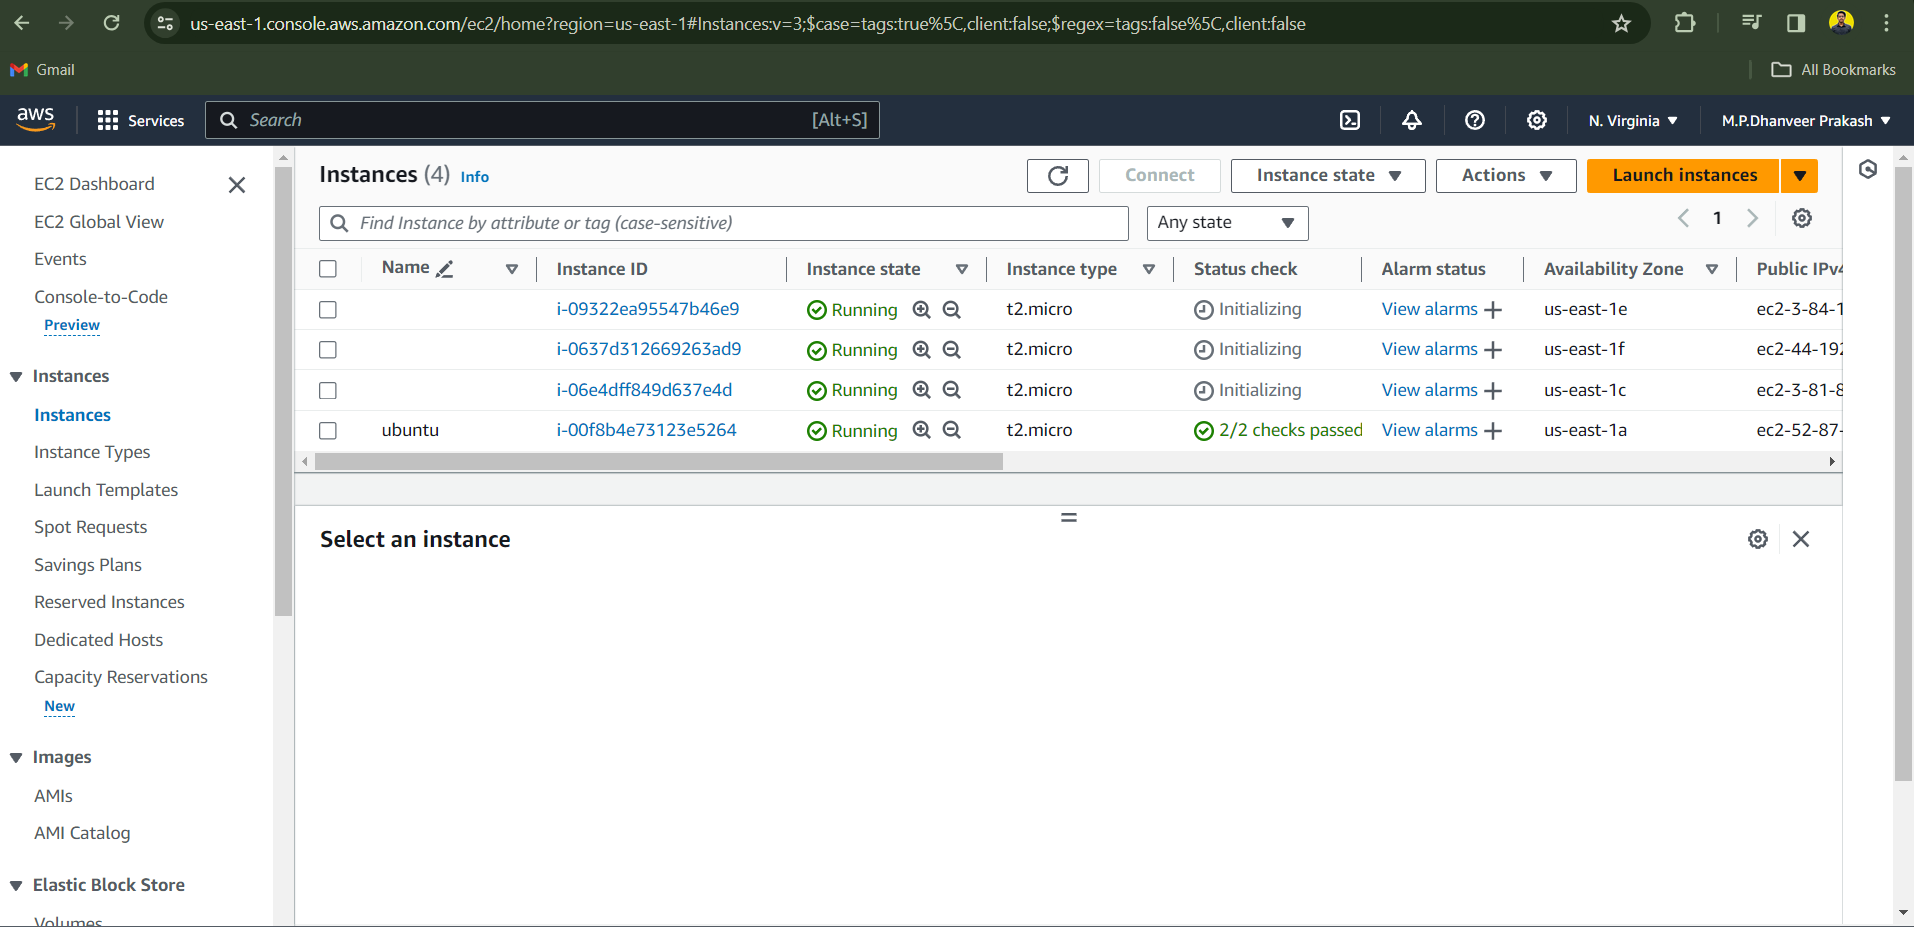 us-east-1.console.aws.amazon.com/ec2/home?region=us-east-1#Instances:v=3;$case=tags:true%5C,client:false;$regex=tags:false%5C,client:false
Gmail
All Bookmarks
aws
Services
Search
[Alt+S]
N. Virginia
M.P.Dhanveer Prakash
EC2 Dashboard
EC2 Global View
Events
Console-to-Code
Preview
Instances
Instances
Instance Types
Launch Templates
Spot Requests
Savings Plans
Reserved Instances
Dedicated Hosts
Capacity Reservations
New
Images
AMIs
AMI Catalog
Elastic Block Store
Volumes
Instances (4) Info
Connect
Instance state
Actions
Launch instances
Find Instance by attribute or tag (case-sensitive)
Any state
1
Name Instance ID Instance state Instance type Status check Alarm status Availability Zone Public IPv4
i-09322ea95547b46e9 Running t2.micro Initializing View alarms us-east-1e ec2-3-84-1
i-0637d312669263ad9 Running t2.micro Initializing View alarms us-east-1f ec2-44-192
i-06e4dff849d637e4d Running t2.micro Initializing View alarms us-east-1c ec2-3-81-8
ubuntu i-00f8b4e73123e5264 Running t2.micro 2/2 checks passed View alarms us-east-1a ec2-52-87-
Select an instance